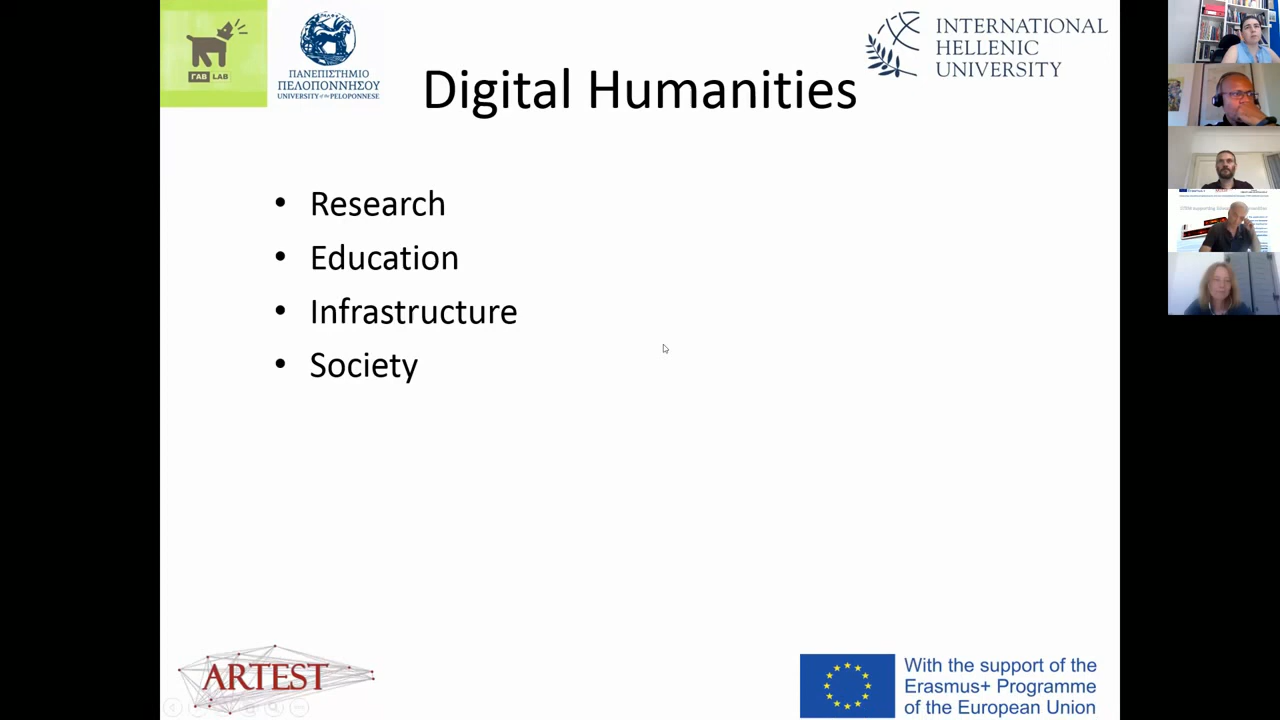 ΓΑΒ LAB
ΠΑΝΕΠΙΣΤΗΜΙΟ
ΠΕΛΟΠΟΝΝΗΣΟΥ
UNIVERSITY of the PELOPONNESE
INTERNATIONAL
HELLENIC
UNIVERSITY
Digital Humanities
• Research
• Education
• Infrastructure
• Society
ARTEST
With the support of the
Erasmus+ Programme
of the European Union